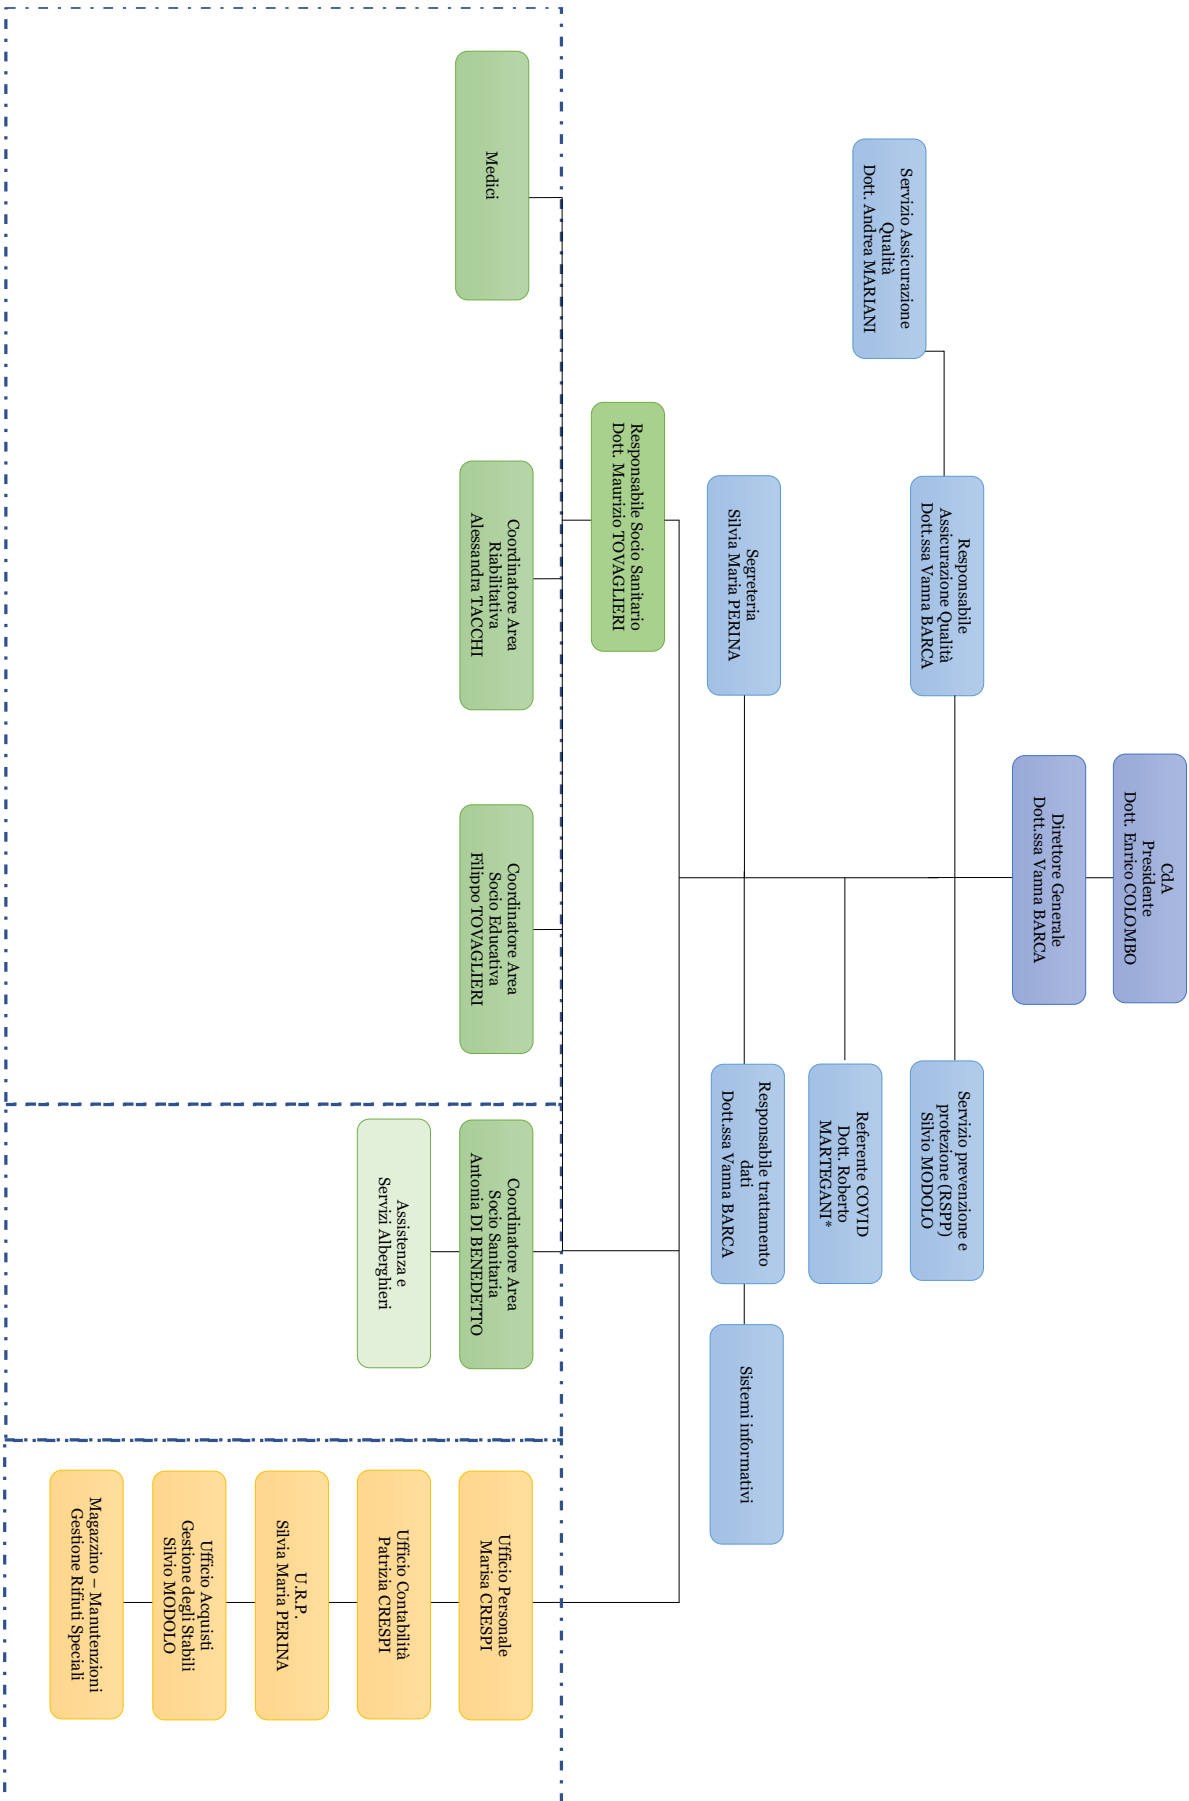 CdA
Presidente
Dott. Enrico COLOMBO
Direttore Generale
Dott.ssa Vanna BARCA
Servizio Assicurazione
Qualità
Dott. Andrea MARIANI
Responsabile
Assicurazione Qualità
Dott.ssa Vanna BARCA
Servizio prevenzione e
protezione (RSPP)
Silvio MODOLO
Referente COVID
Dott. Roberto
MARTEGANI*
Segreteria
Silvia Maria PERINA
Responsabile trattamento
dati
Dott.ssa Vanna BARCA
Sistemi informativi
Responsabile Socio Sanitario
Dott. Maurizio TOVAGLIERI
Medici
Coordinatore Area
Riabilitativa
Alessandra TACCHI
Coordinatore Area
Socio Educativa
Filippo TOVAGLIERI
Coordinatore Area
Socio Sanitaria
Antonia DI BENEDETTO
Assistenza e
Servizi Alberghieri
Ufficio Personale
Marisa CRESPI
Ufficio Contabilità
Patrizia CRESPI
U.R.P.
Silvia Maria PERINA
Ufficio Acquisti
Gestione degli Stabili
Silvio MODOLO
Magazzino – Manutenzioni
Gestione Rifiuti Speciali